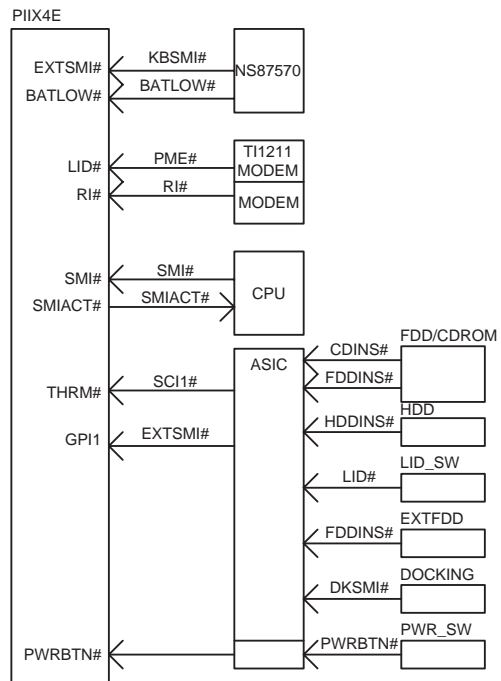 PIIX4E
EXTSMI# KBSMI# NS87570
BATLOW# BATLOW#
LID# PME# TI1211
MODEM
RI# RI# MODEM
SMI# SMI# CPU
SMIACT# SMIACT#
ASIC CDINS# FDD/CDROM
FDDINS#
THRM# SCI1#
HDDINS# HDD
GPI1 EXTSMI#
LID# LID_SW
FDDINS# EXTFDD
DKSMI# DOCKING
PWRBTN# PWRBTN# PWR_SW